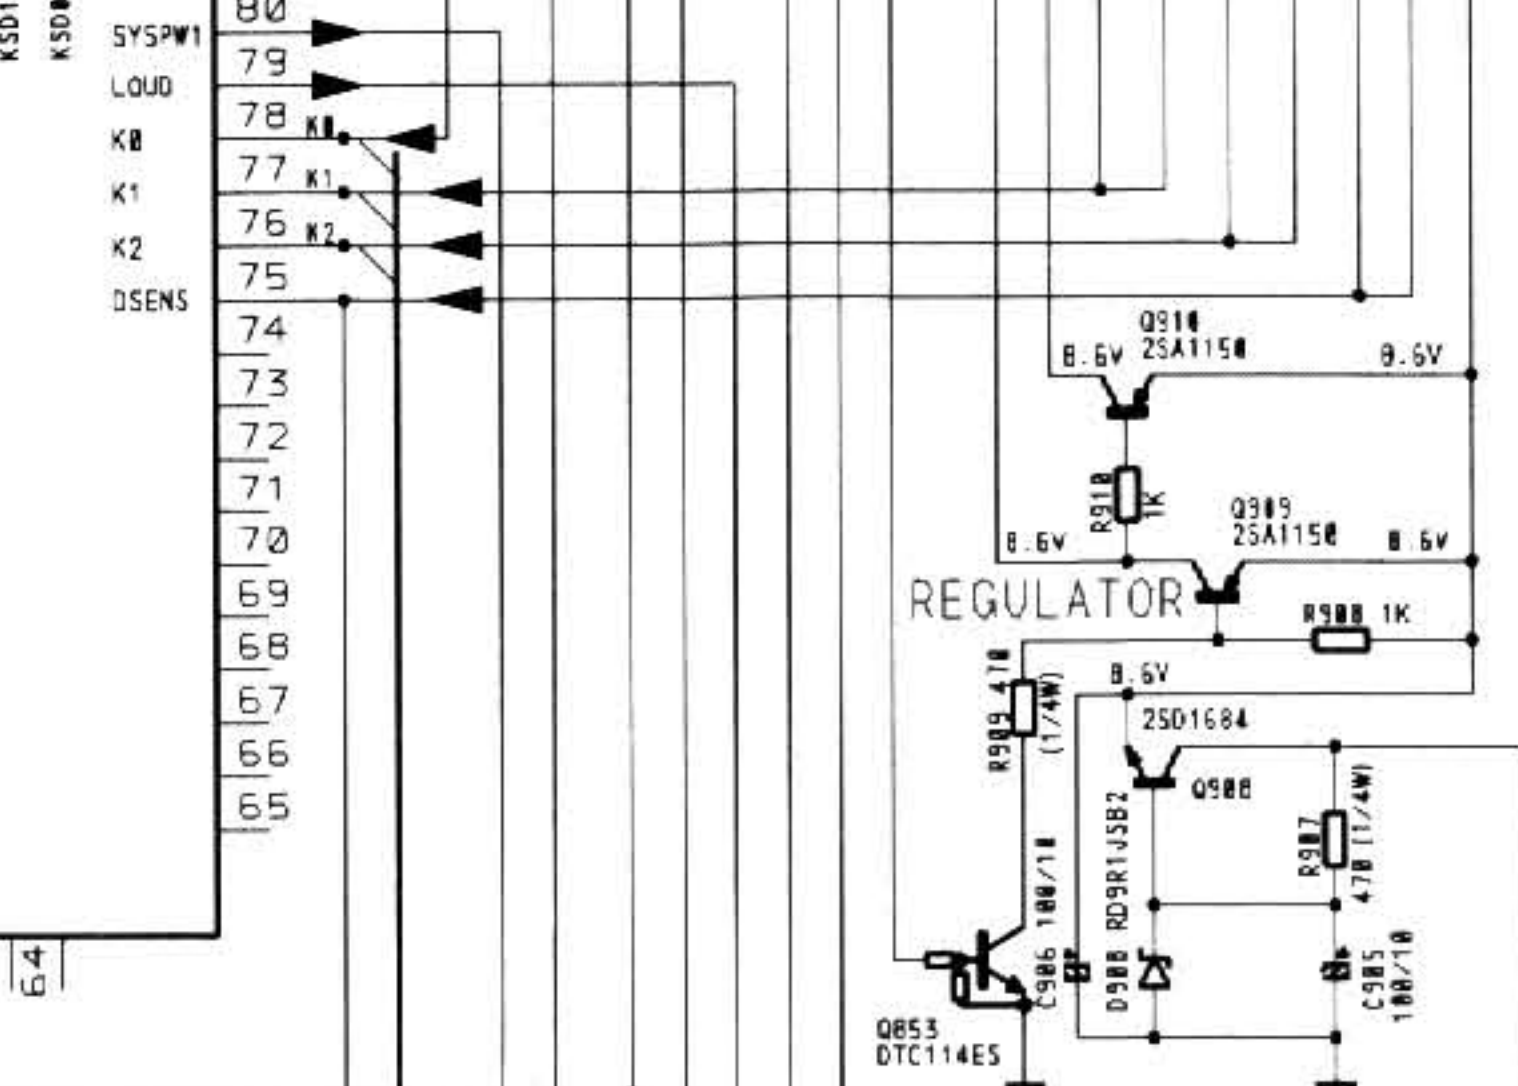 KSD1
KSD0
80
SYSPW1
79
LOUD
78
K0
K0
77
K1
K1
76
K2
K2
75
DSENS
74
73
72
71
70
69
68
67
66
65
64
Q910
2SA1150
8.6V
8.6V
R910
1K
Q909
2SA1150
8.6V
8.6V
REGULATOR
R908 1K
R909 470
(1/4W)
8.6V
2SD1684
Q908
R907
470 (1/4W)
D908 RD9R1JSB2
C906 100/10
C905
100/10
Q853
DTC114ES